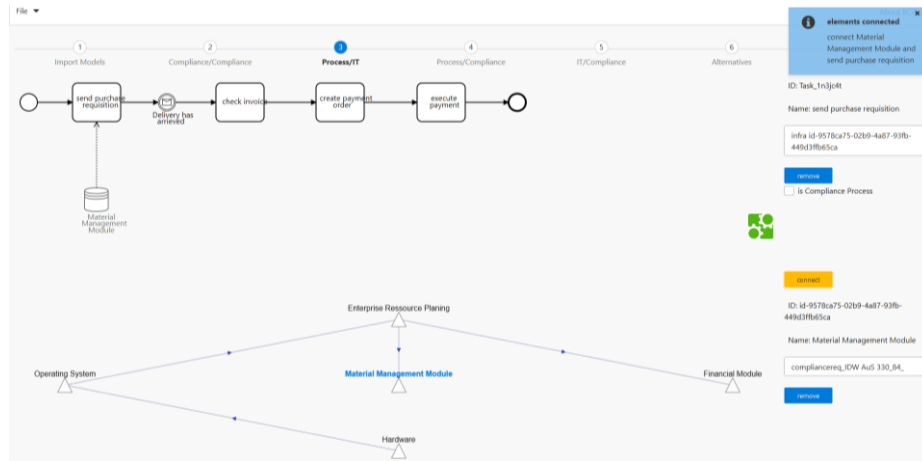 File
elements connected
connect Material
Management Module and
send purchase requisition
1
2
3
4
5
6
Import Models
Compliance/Compliance
Process/IT
Process/Compliance
IT/Compliance
Alternatives
send purchase
requisition
Delivery has
arrieved
check invoice
create payment
order
execute
payment
Material
Management
Module
ID: Task_1n3jc4t
Name: send purchase requisition
infra id-9578ca75-02b9-4a87-93fb-
449d3ffb65ca
remove
is Compliance Process
connect
ID: id-9578ca75-02b9-4a87-93fb-
449d3ffb65ca
Name: Material Management Module
compliancereq_IDW AuS 330_84_
remove
Enterprise Ressource Planing
Operating System
Material Management Module
Financial Module
Hardware